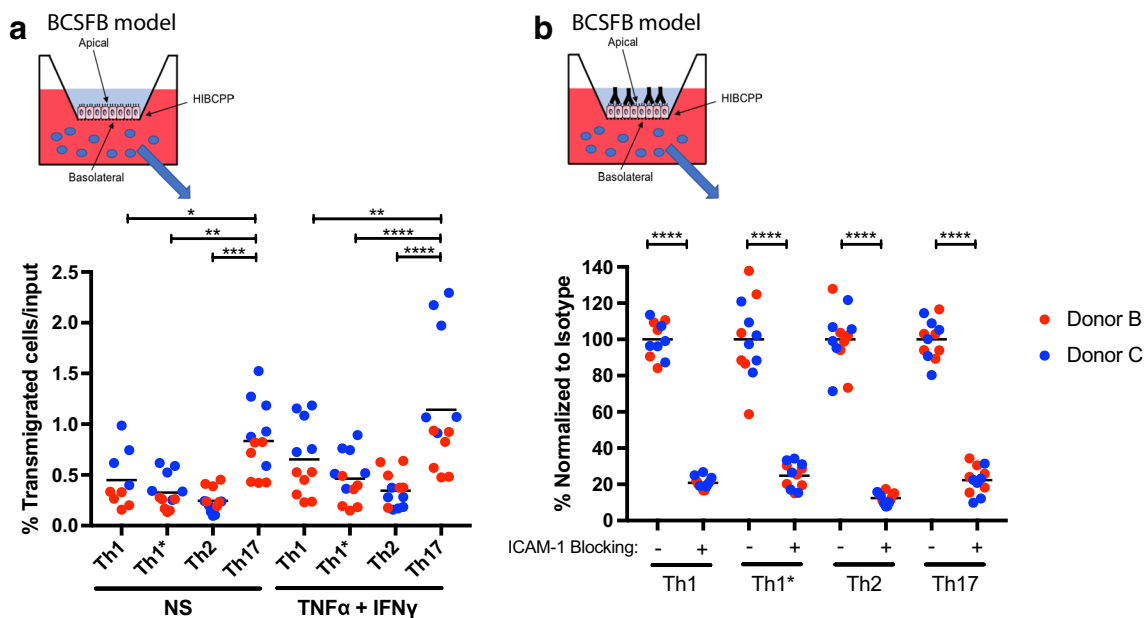 a
BCSFB model
Apical
HIBCPP
Basolateral
* **
** ****
*** ****
% Transmigrated cells/input
2.5
2.0
1.5
1.0
0.5
0.0
Th1 Th1* Th2 Th17 Th1 Th1* Th2 Th17
NS TNFα + IFNγ
b
BCSFB model
Apical
HIBCPP
Basolateral
**** **** **** ****
% Normalized to Isotype
140
120
100
80
60
40
20
0
ICAM-1 Blocking: - + - + - + - +
Th1 Th1* Th2 Th17
Donor B
Donor C